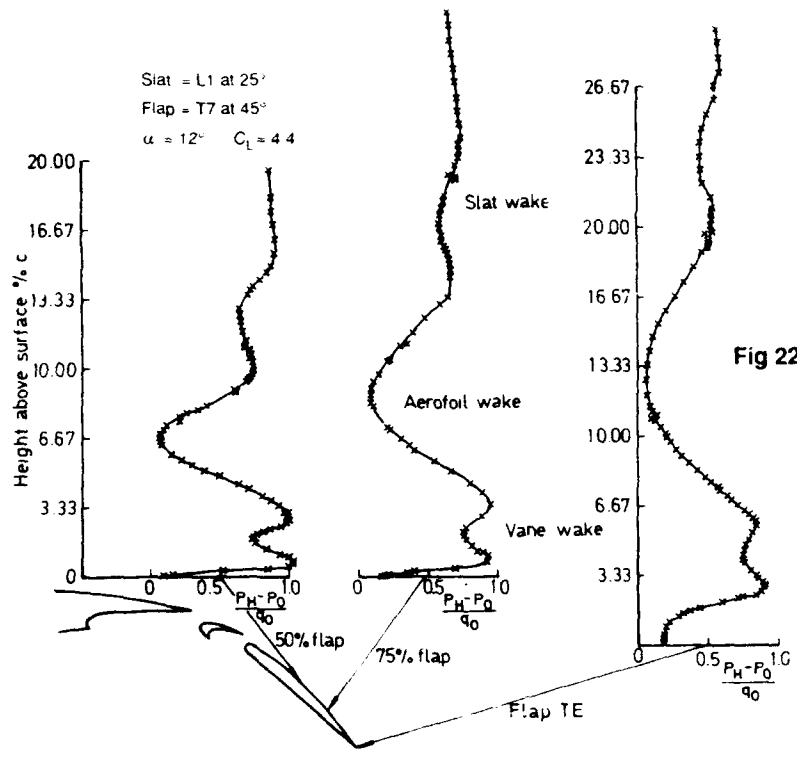 Slat = L1 at 25°
Flap = T7 at 45°
α = 12° C_L = 4.4
Height above surface % c
20.00
16.67
13.33
10.00
6.67
3.33
0
0
0.5
1.0
P_H-P_0
q_0
Slat wake
Aerofoil wake
Vane wake
0
0.5
1.0
P_H-P_0
q_0
26.67
23.33
20.00
16.67
13.33
10.00
6.67
3.33
0
0.5
1.0
P_H-P_0
q_0
Fig 22
50% flap
75% flap
Flap TE